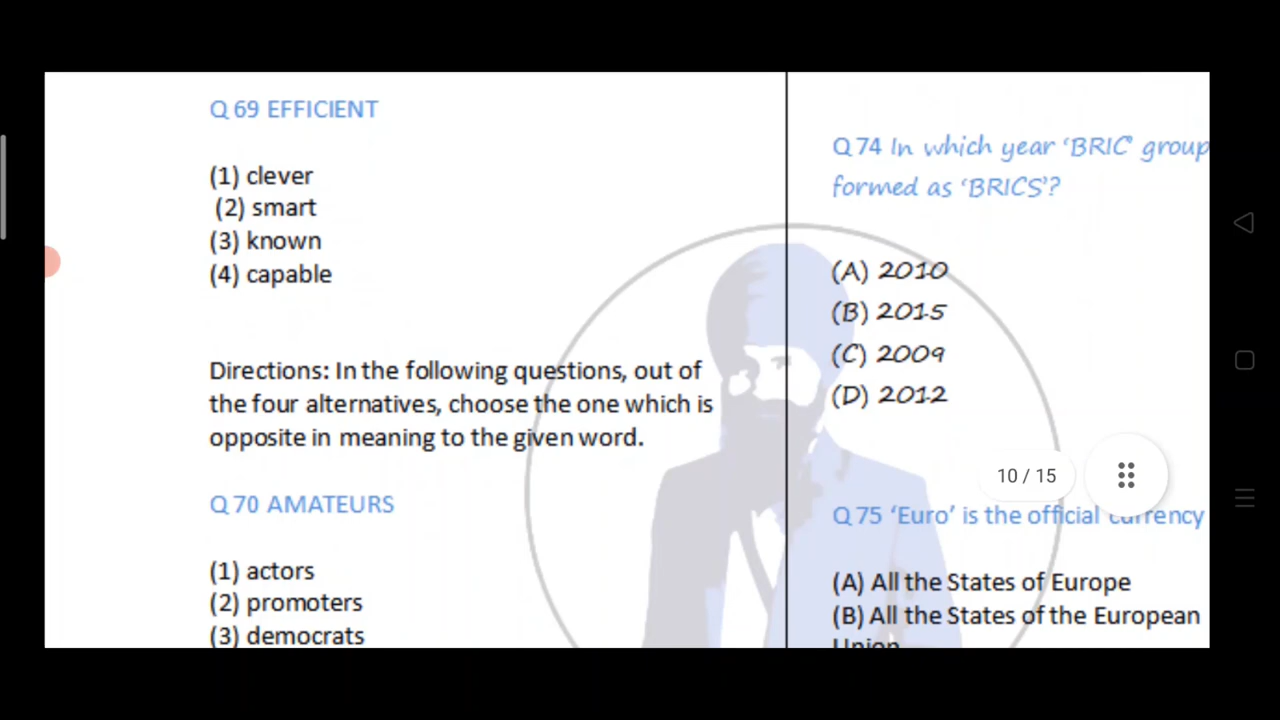 Q 69 EFFICIENT
(1) clever
(2) smart
(3) known
(4) capable
Directions: In the following questions, out of
the four alternatives, choose the one which is
opposite in meaning to the given word.
Q 70 AMATEURS
(1) actors
(2) promoters
(3) democrats
Q 74 In which year ‘BRIC’ group
formed as ‘BRICS’?
(A) 2010
(B) 2015
(C) 2009
(D) 2012
10 / 15
Q 75 ‘Euro’ is the official currency
(A) All the States of Europe
(B) All the States of the European
Union